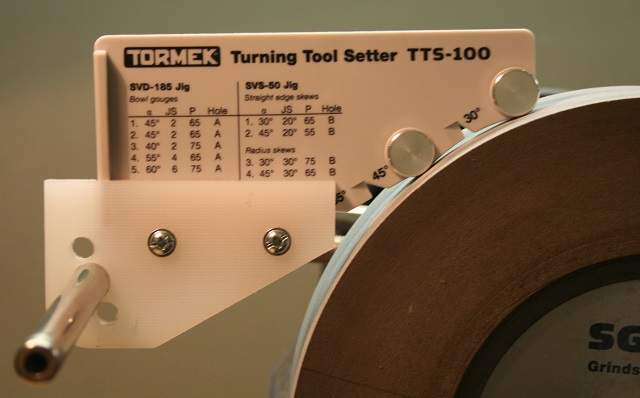 TORMEK Turning Tool Setter TTS-100
SVD-185 Jig
Bowl gouges
α JS P Hole
1. 45° 2 65 A
2. 45° 2 65 A
3. 40° 2 75 A
4. 55° 4 65 A
5. 60° 6 75 A
SVS-50 Jig
Straight edge skews
α JS P Hole
1. 30° 20° 65 B
2. 45° 20° 55 B
Radius skews
3. 30° 30° 75 B
4. 45° 30° 65 B
30°
45°
SG
Grinds